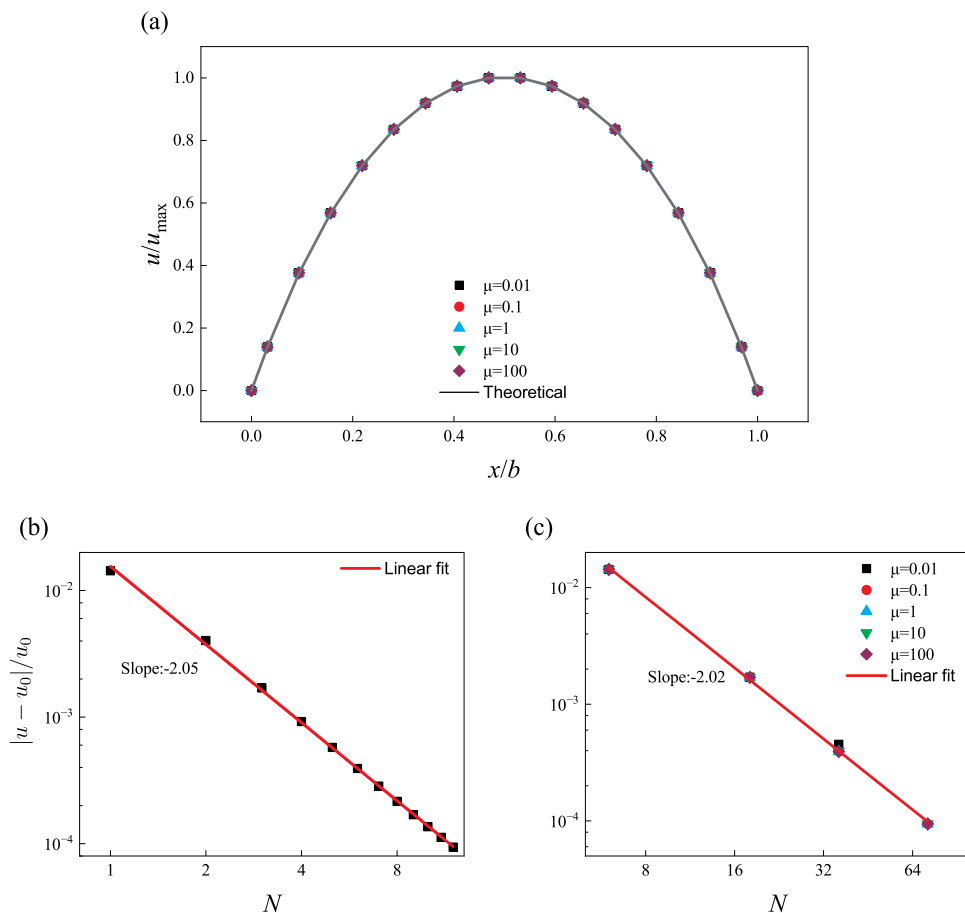 (a)
u/u_max
1.0
0.8
0.6
0.4
0.2
0.0
μ=0.01
μ=0.1
μ=1
μ=10
μ=100
Theoretical
0.0 0.2 0.4 0.6 0.8 1.0
x/b
(b)
|u − u₀|/u₀
10⁻²
10⁻³
10⁻⁴
Linear fit
Slope:-2.05
1 2 4 8
N
(c)
10⁻²
10⁻³
10⁻⁴
μ=0.01
μ=0.1
μ=1
μ=10
μ=100
Linear fit
Slope:-2.02
8 16 32 64
N